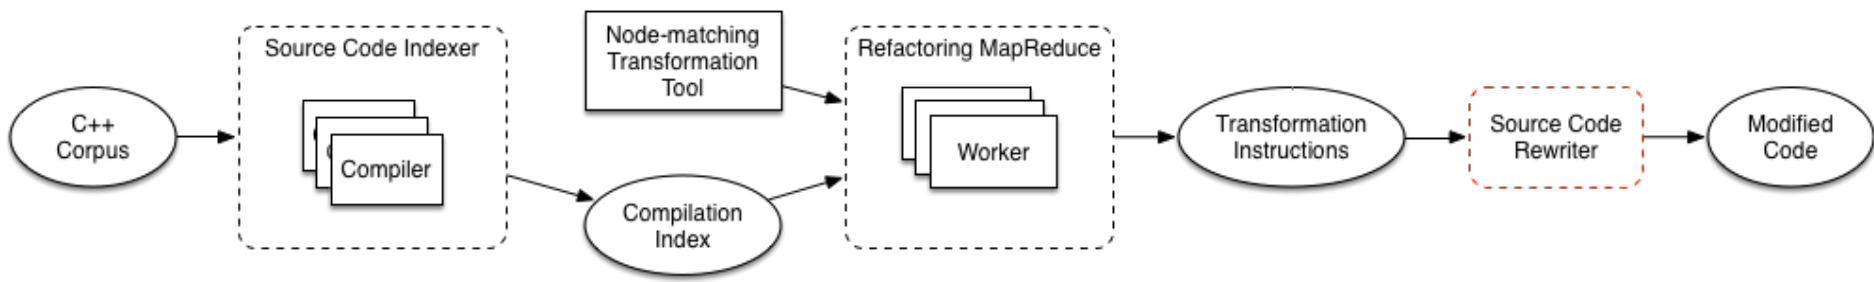 C++
Corpus
Source Code Indexer
Compiler
Node-matching
Transformation
Tool
Compilation
Index
Refactoring MapReduce
Worker
Transformation
Instructions
Source Code
Rewriter
Modified
Code